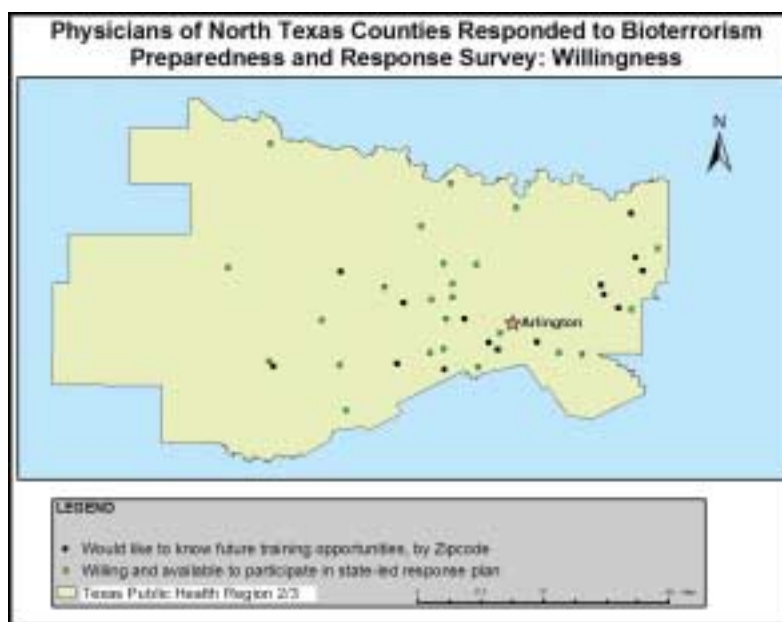 Physicians of North Texas Counties Responded to Bioterrorism
Preparedness and Response Survey: Willingness
N
Arlington
LEGEND
Would like to know future training opportunities, by Zipcode
Willing and available to participate in state-led response plan
Texas Public Health Region 2/3